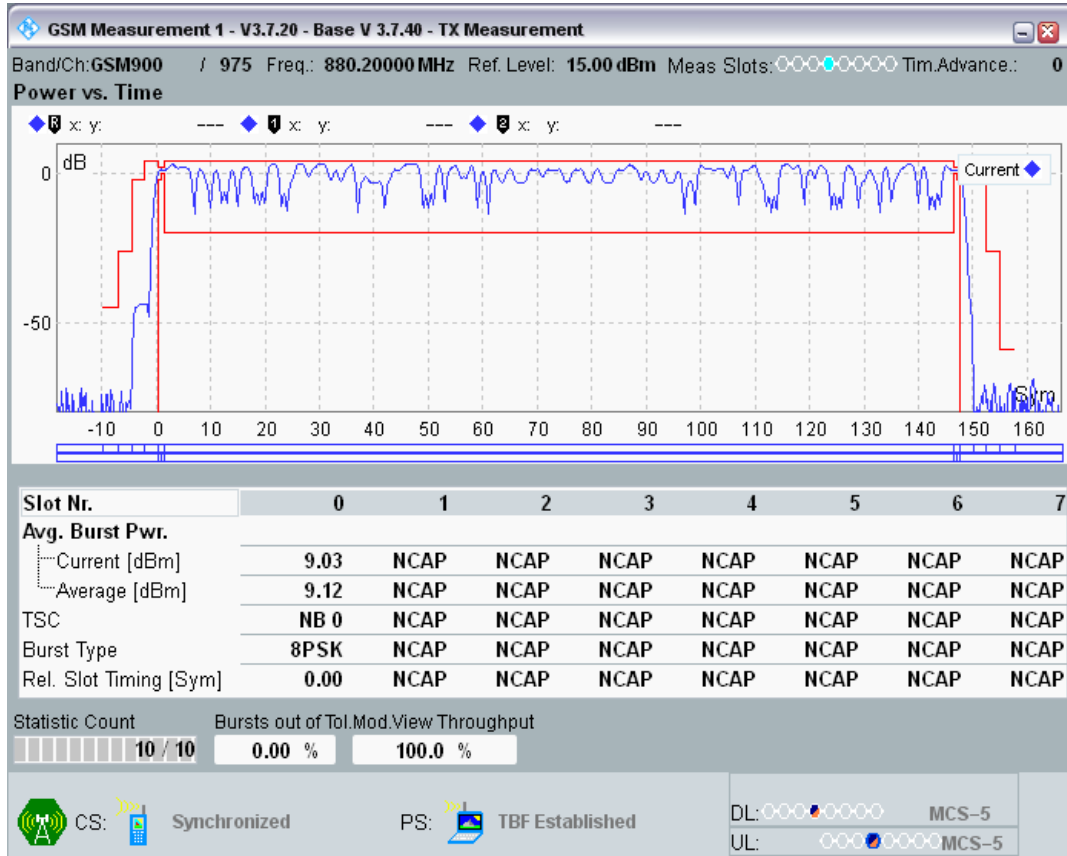 GSM Measurement 1 - V3.7.20 - Base V 3.7.40 - TX Measurement
Band/Ch:GSM900 / 975 Freq.: 880.20000 MHz Ref. Level: 15.00 dBm Meas Slots: Tim.Advance.: 0
Power vs. Time
R x: y: --- 1 x: y: --- 2 x: y: ---
dB
Current
0
-50
Sym
-10 0 10 20 30 40 50 60 70 80 90 100 110 120 130 140 150 160
Slot Nr. 0 1 2 3 4 5 6 7
Avg. Burst Pwr.
Current [dBm] 9.03 NCAP NCAP NCAP NCAP NCAP NCAP NCAP
Average [dBm] 9.12 NCAP NCAP NCAP NCAP NCAP NCAP NCAP
TSC NB 0 NCAP NCAP NCAP NCAP NCAP NCAP NCAP
Burst Type 8PSK NCAP NCAP NCAP NCAP NCAP NCAP NCAP
Rel. Slot Timing [Sym] 0.00 NCAP NCAP NCAP NCAP NCAP NCAP NCAP
Statistic Count Bursts out of Tol.Mod.View Throughput
10 / 10 0.00 % 100.0 %
CS: Synchronized PS: TBF Established DL: MCS-5
UL: MCS-5